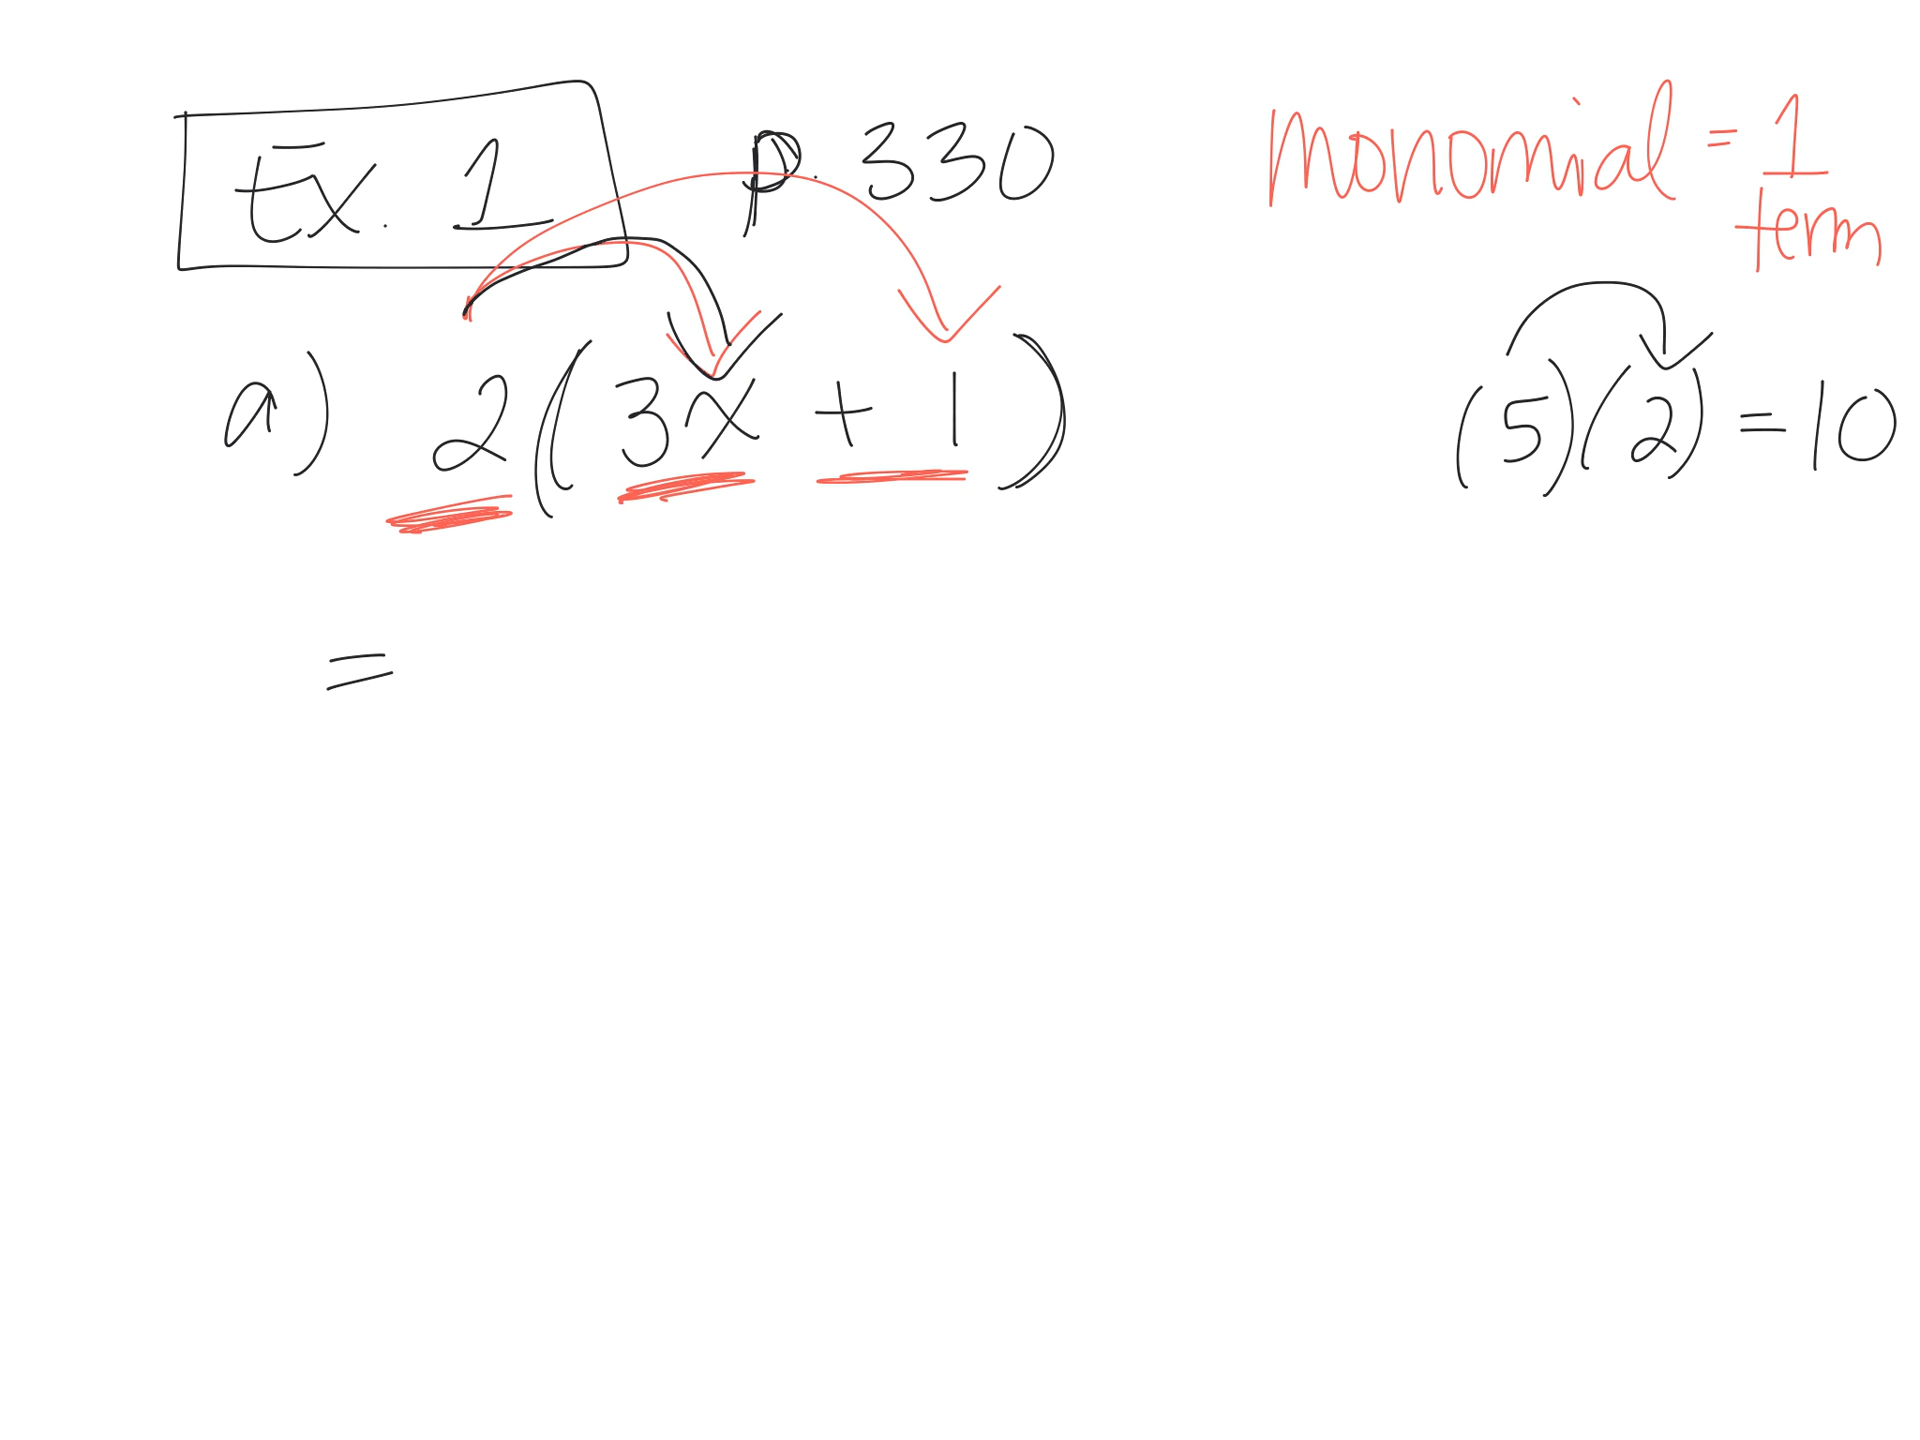 Ex. 1 p. 330
monomial = 1
term
a) 2(3x + 1)
(5)(2) = 10
=